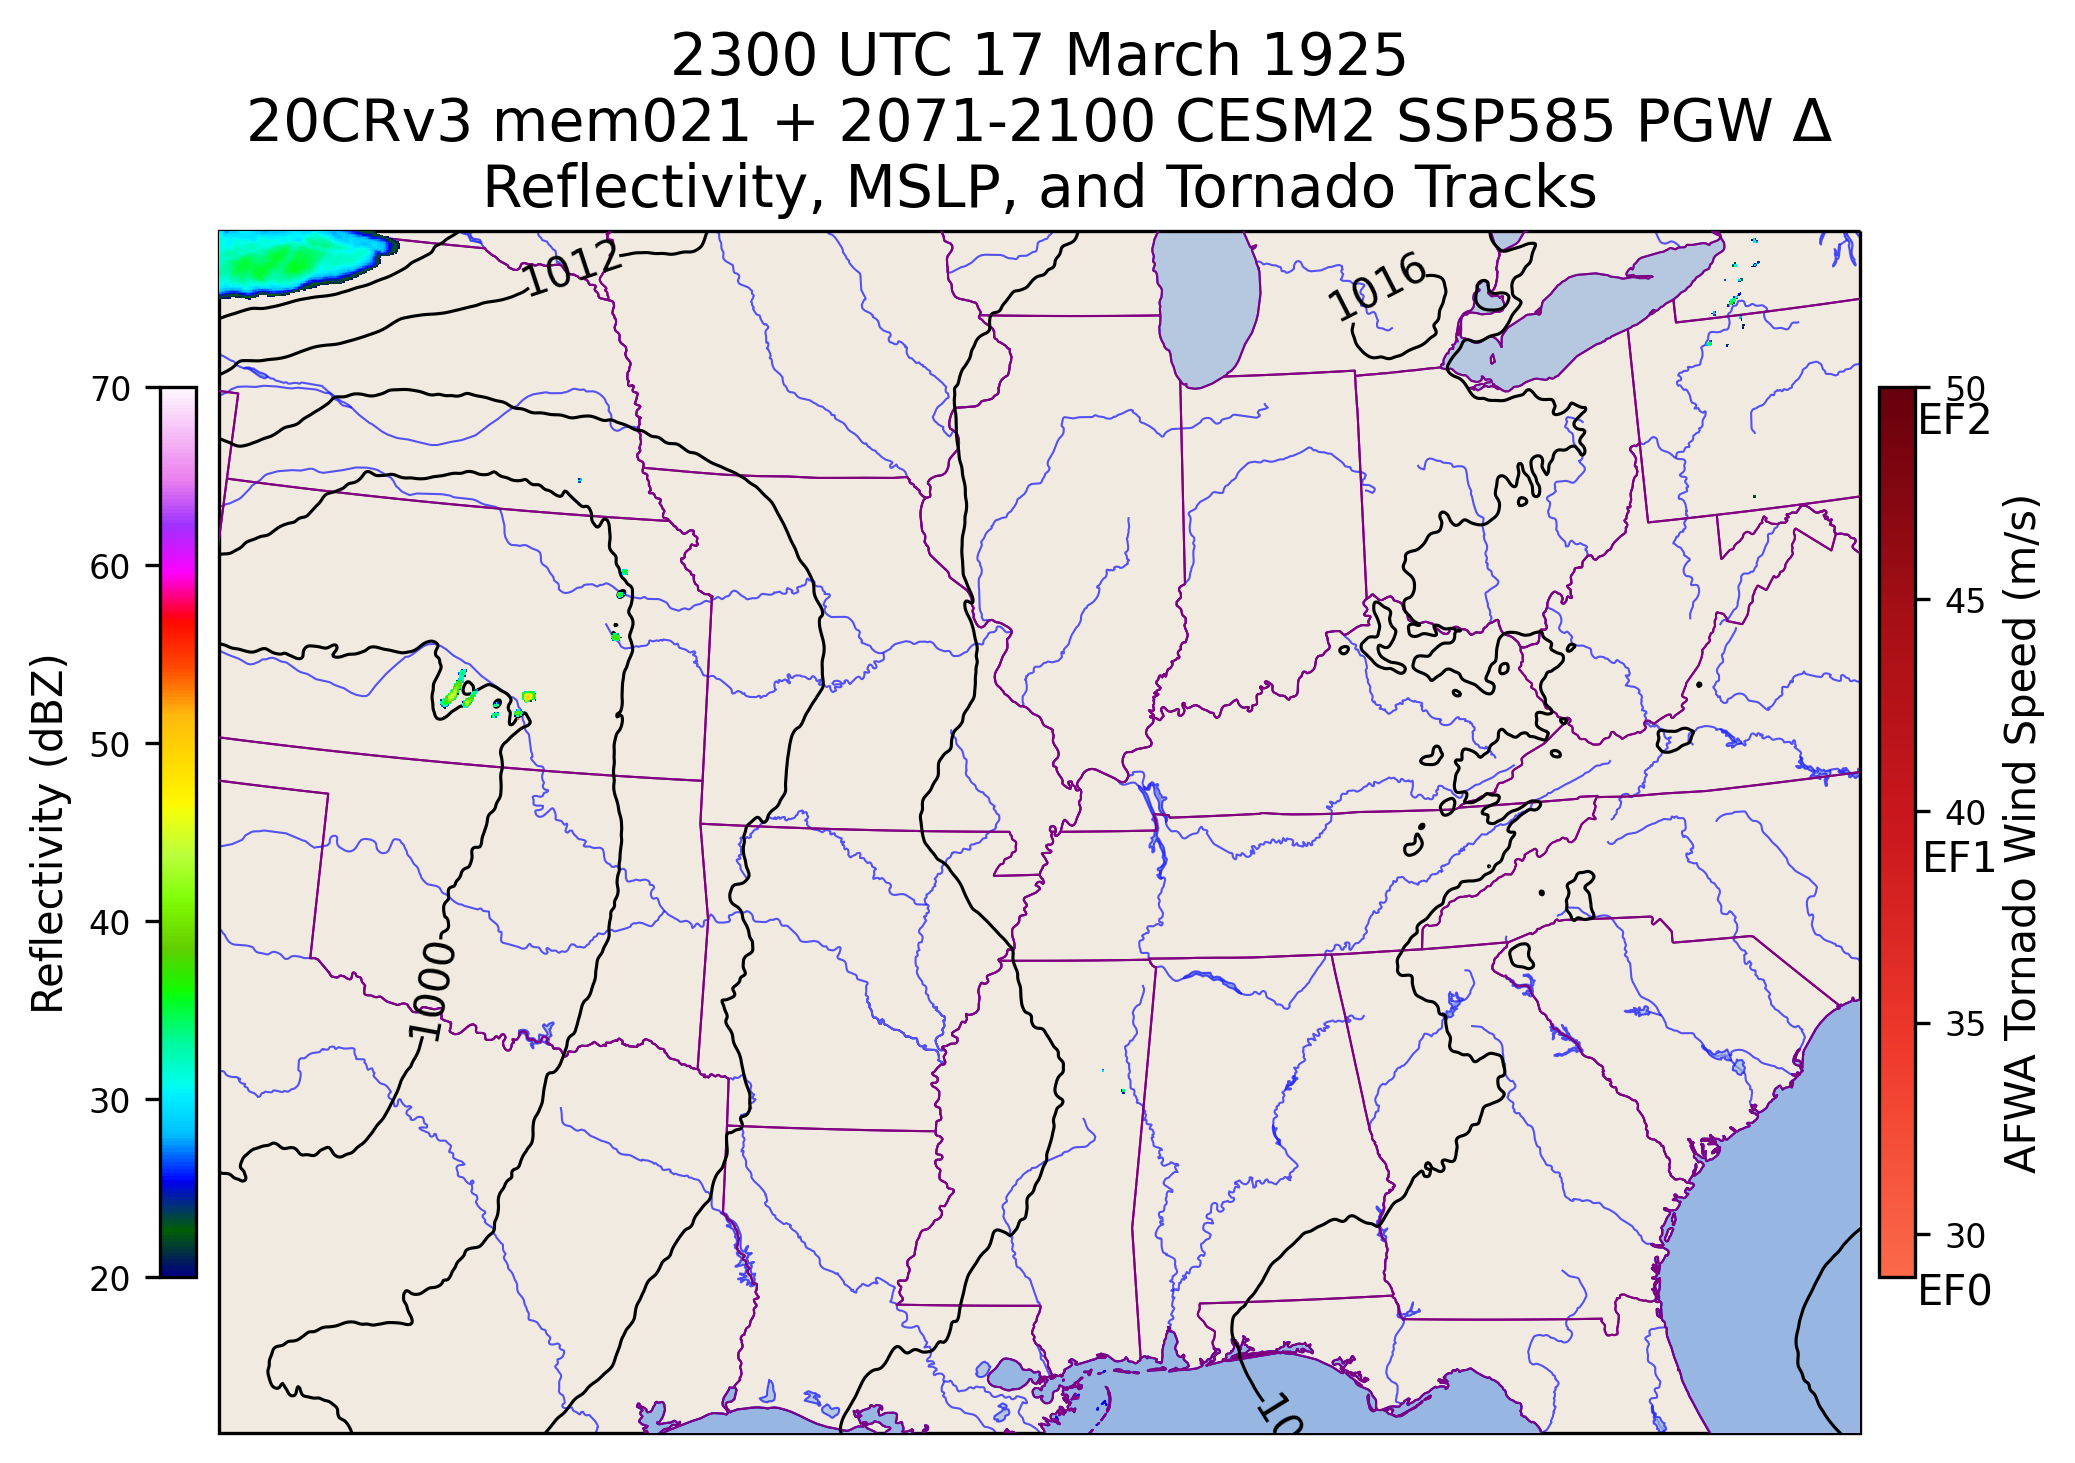 2300 UTC 17 March 1925
20CRv3 mem021 + 2071-2100 CESM2 SSP585 PGW Δ
Reflectivity, MSLP, and Tornado Tracks
1012
1016
1000
10
70
60
50
40
30
20
Reflectivity (dBZ)
50
EF2
45
40
EF1
35
30
EF0
AFWA Tornado Wind Speed (m/s)